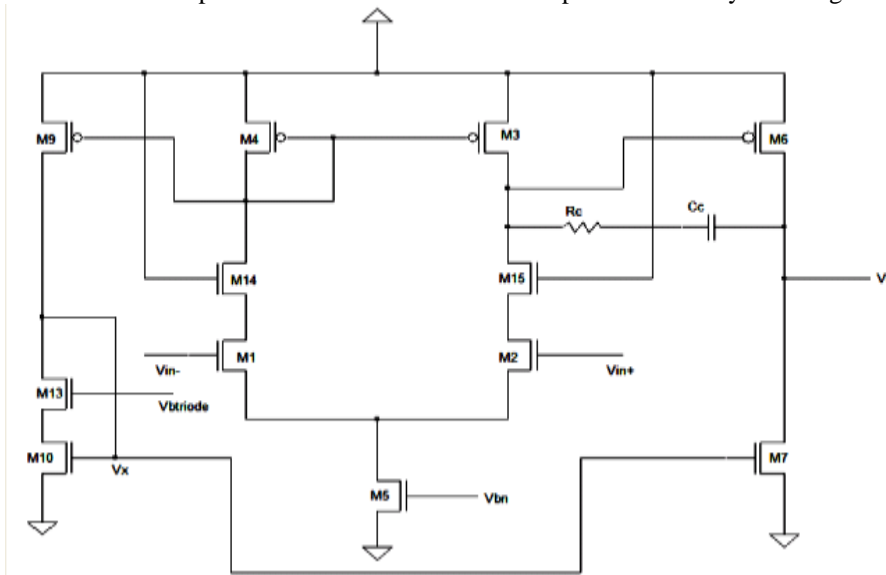 M9
M4
M3
M6
Rc
Cc
M14
M15
V
M1
M2
Vin-
Vin+
M13
Vbtriode
M10
Vx
M7
M5
Vbn